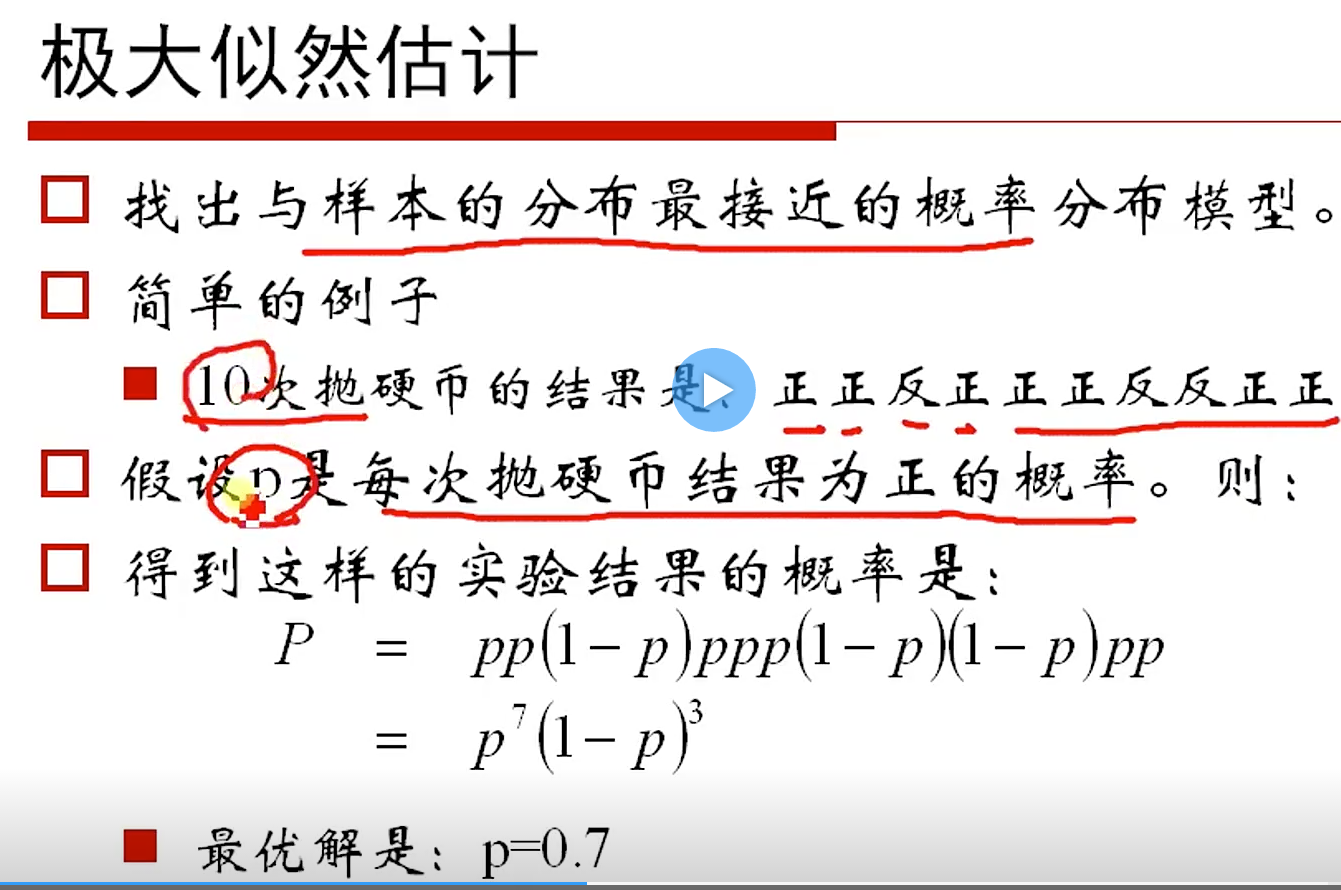 极大似然估计
找出与样本的分布最接近的概率分布模型。
简单的例子
10次抛硬币的结果是：正正反正正正反反正正
假设p是每次抛硬币结果为正的概率。则：
得到这样的实验结果的概率是：
P = pp(1−p)ppp(1−p)(1−p)pp
= p⁷(1−p)³
最优解是：p=0.7